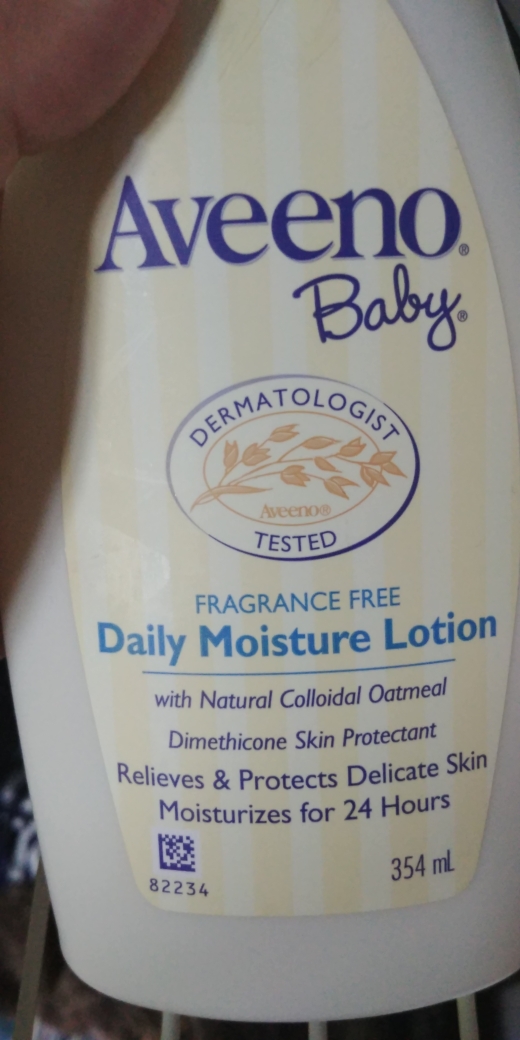 Aveeno®
Baby®
DERMATOLOGIST
Aveeno®
TESTED
FRAGRANCE FREE
Daily Moisture Lotion
with Natural Colloidal Oatmeal
Dimethicone Skin Protectant
Relieves & Protects Delicate Skin
Moisturizes for 24 Hours
82234
354 mL